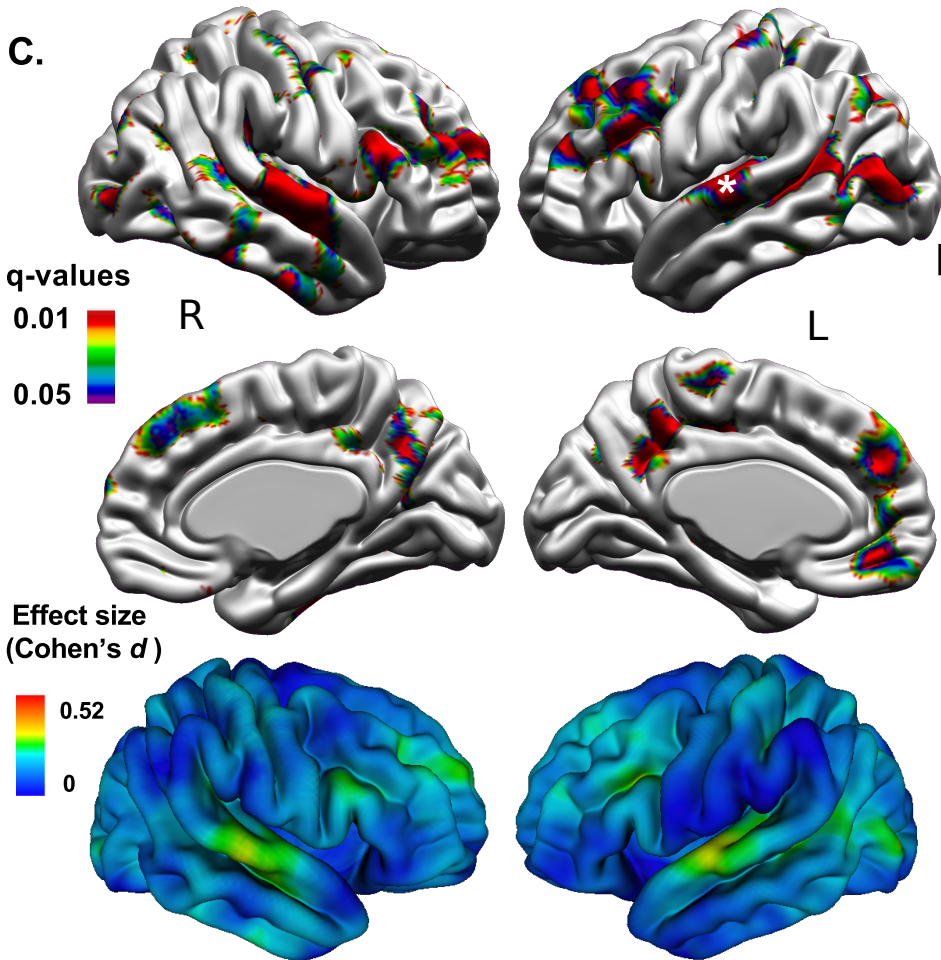 C.
*
q-values
0.01
0.05
R
L
Effect size
(Cohen's d )
0.52
0